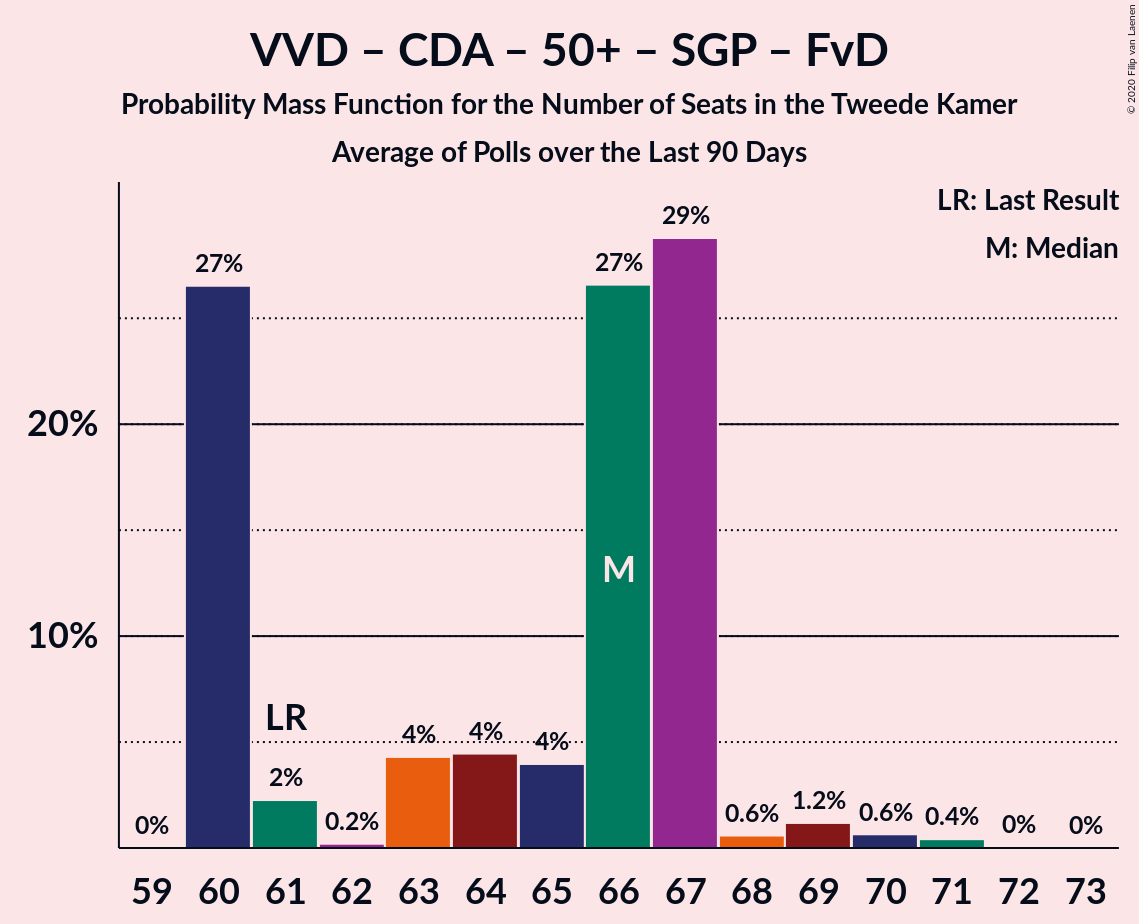 VVD – CDA – 50+ – SGP – FvD
Probability Mass Function for the Number of Seats in the Tweede Kamer
Average of Polls over the Last 90 Days
© 2020 Filip van Laenen
LR: Last Result
M: Median
20%
10%
0%
27%
LR
2%
0.2%
4%
4%
4%
27%
M
29%
0.6%
1.2%
0.6%
0.4%
0%
0%
59 60 61 62 63 64 65 66 67 68 69 70 71 72 73